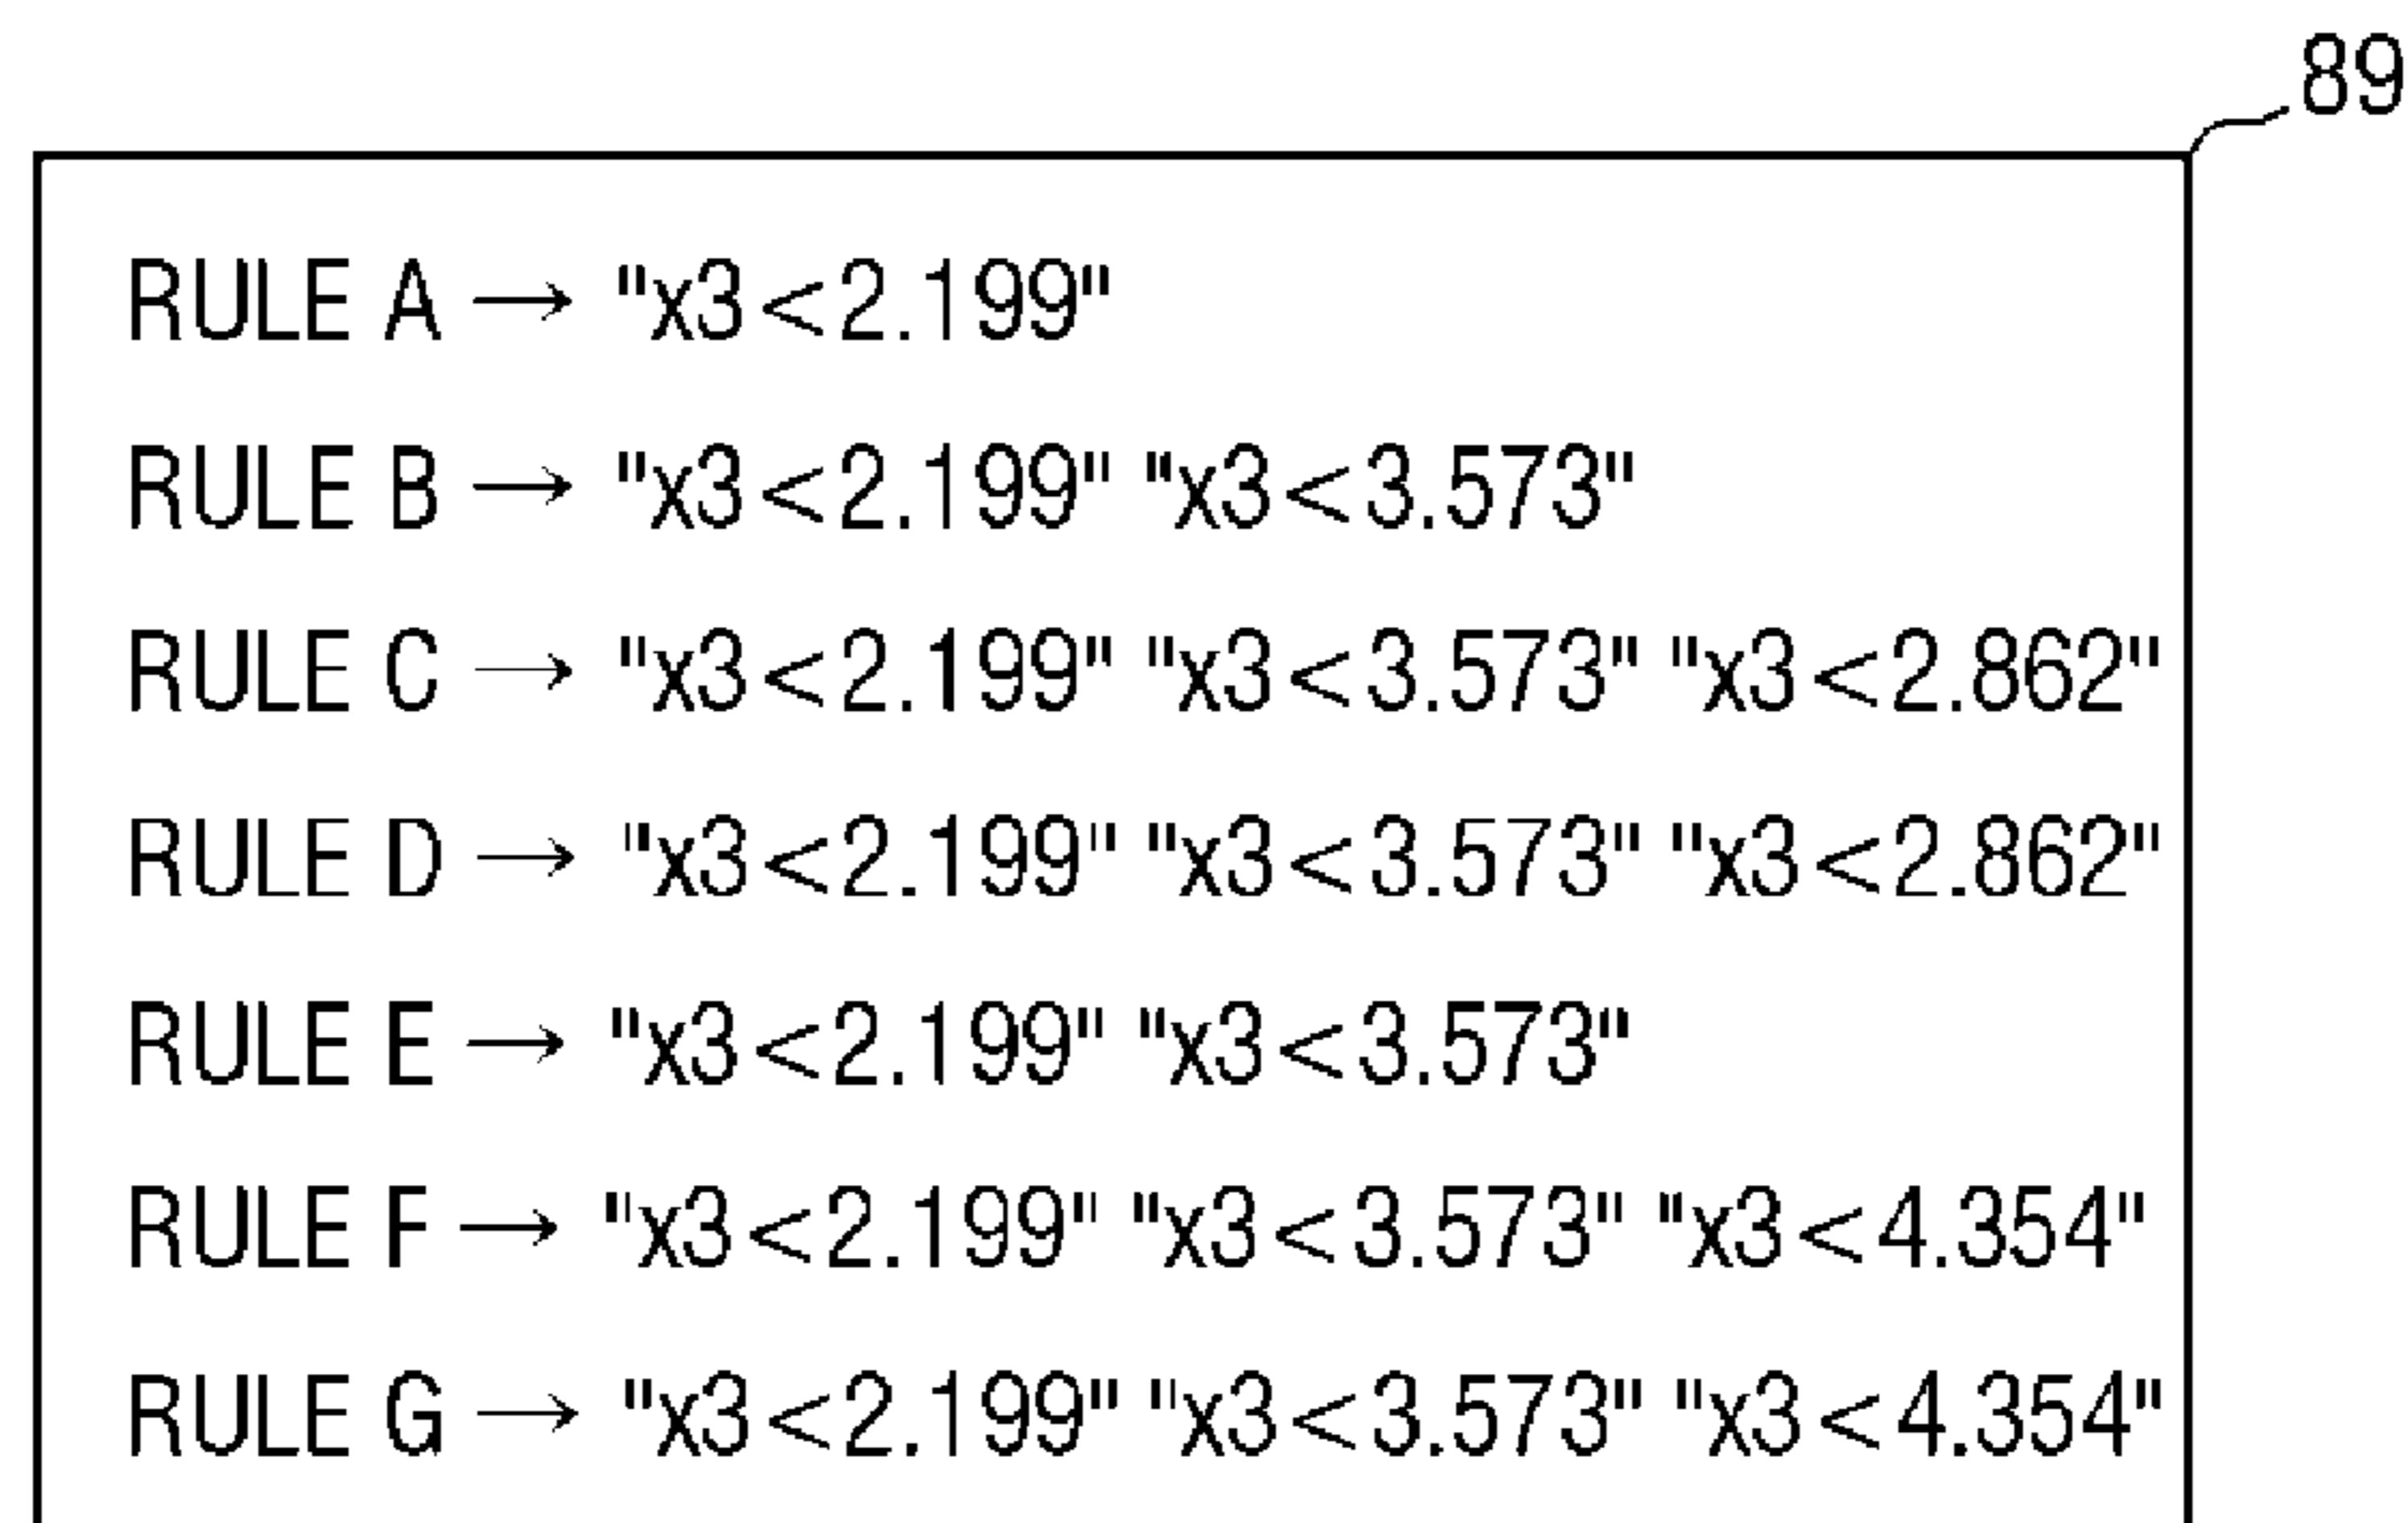 89
RULE A → "x3<2.199"
RULE B → "x3<2.199" "x3<3.573"
RULE C → "x3<2.199" "x3<3.573" "x3<2.862"
RULE D → "x3<2.199" "x3<3.573" "x3<2.862"
RULE E → "x3<2.199" "x3<3.573"
RULE F → "x3<2.199" "x3<3.573" "x3<4.354"
RULE G → "x3<2.199" "x3<3.573" "x3<4.354"